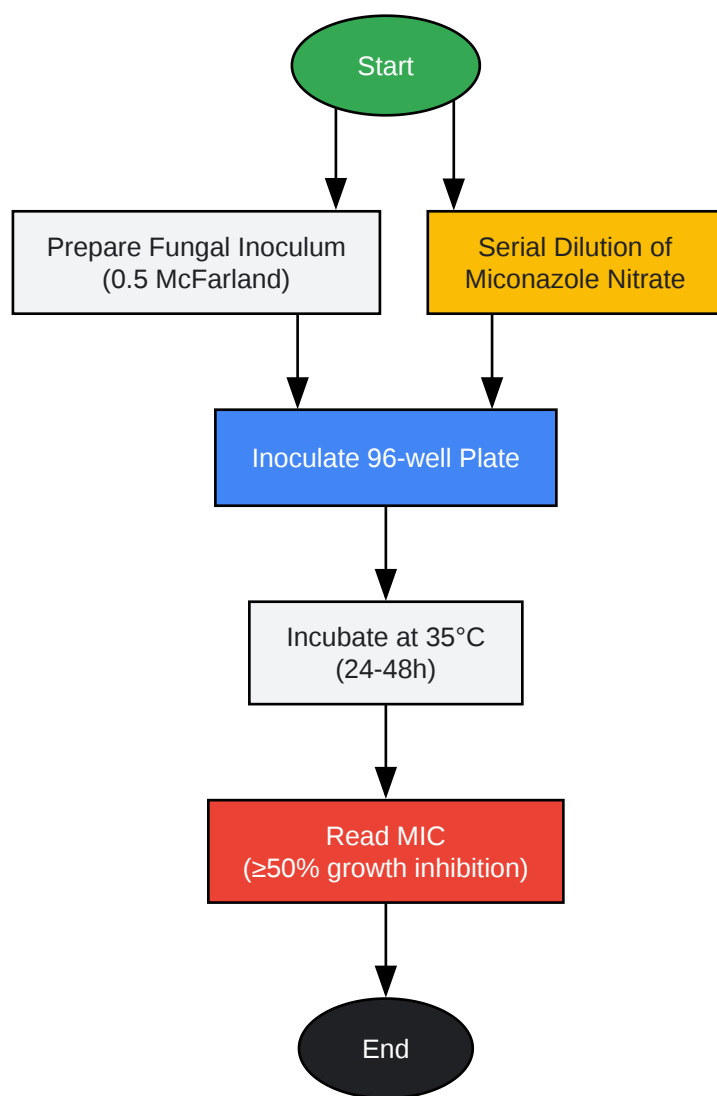 Start
Prepare Fungal Inoculum
(0.5 McFarland)
Serial Dilution of
Miconazole Nitrate
Inoculate 96-well Plate
Incubate at 35°C
(24-48h)
Read MIC
(≥50% growth inhibition)
End